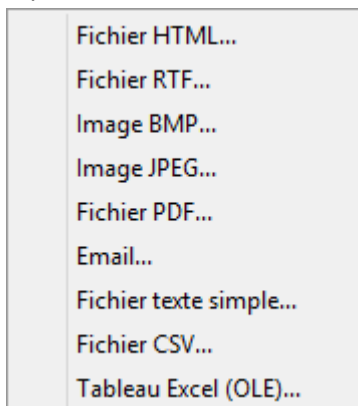 Fichier HTML...
Fichier RTF...
Image BMP...
Image JPEG...
Fichier PDF...
Email...
Fichier texte simple...
Fichier CSV...
Tableau Excel (OLE)...